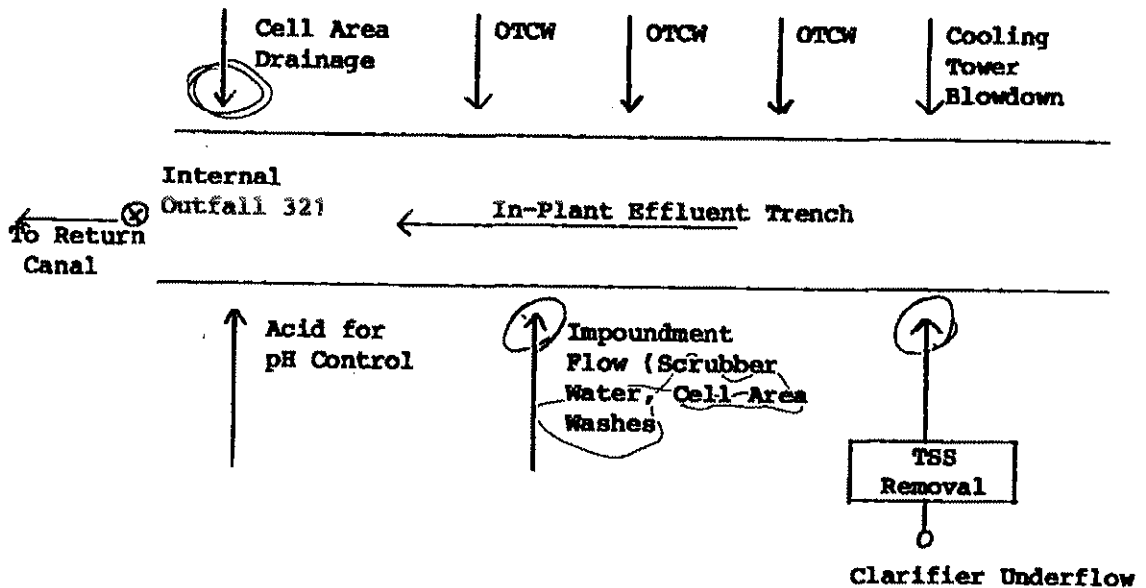 Cell Area
Drainage
OTCW
OTCW
OTCW
Cooling
Tower
Blowdown
Internal
Outfall 321
In-Plant Effluent Trench
To Return
Canal
Acid for
pH Control
Impoundment
Flow (Scrubber
Water, Cell-Area
Washes
TSS
Removal
Clarifier Underflow